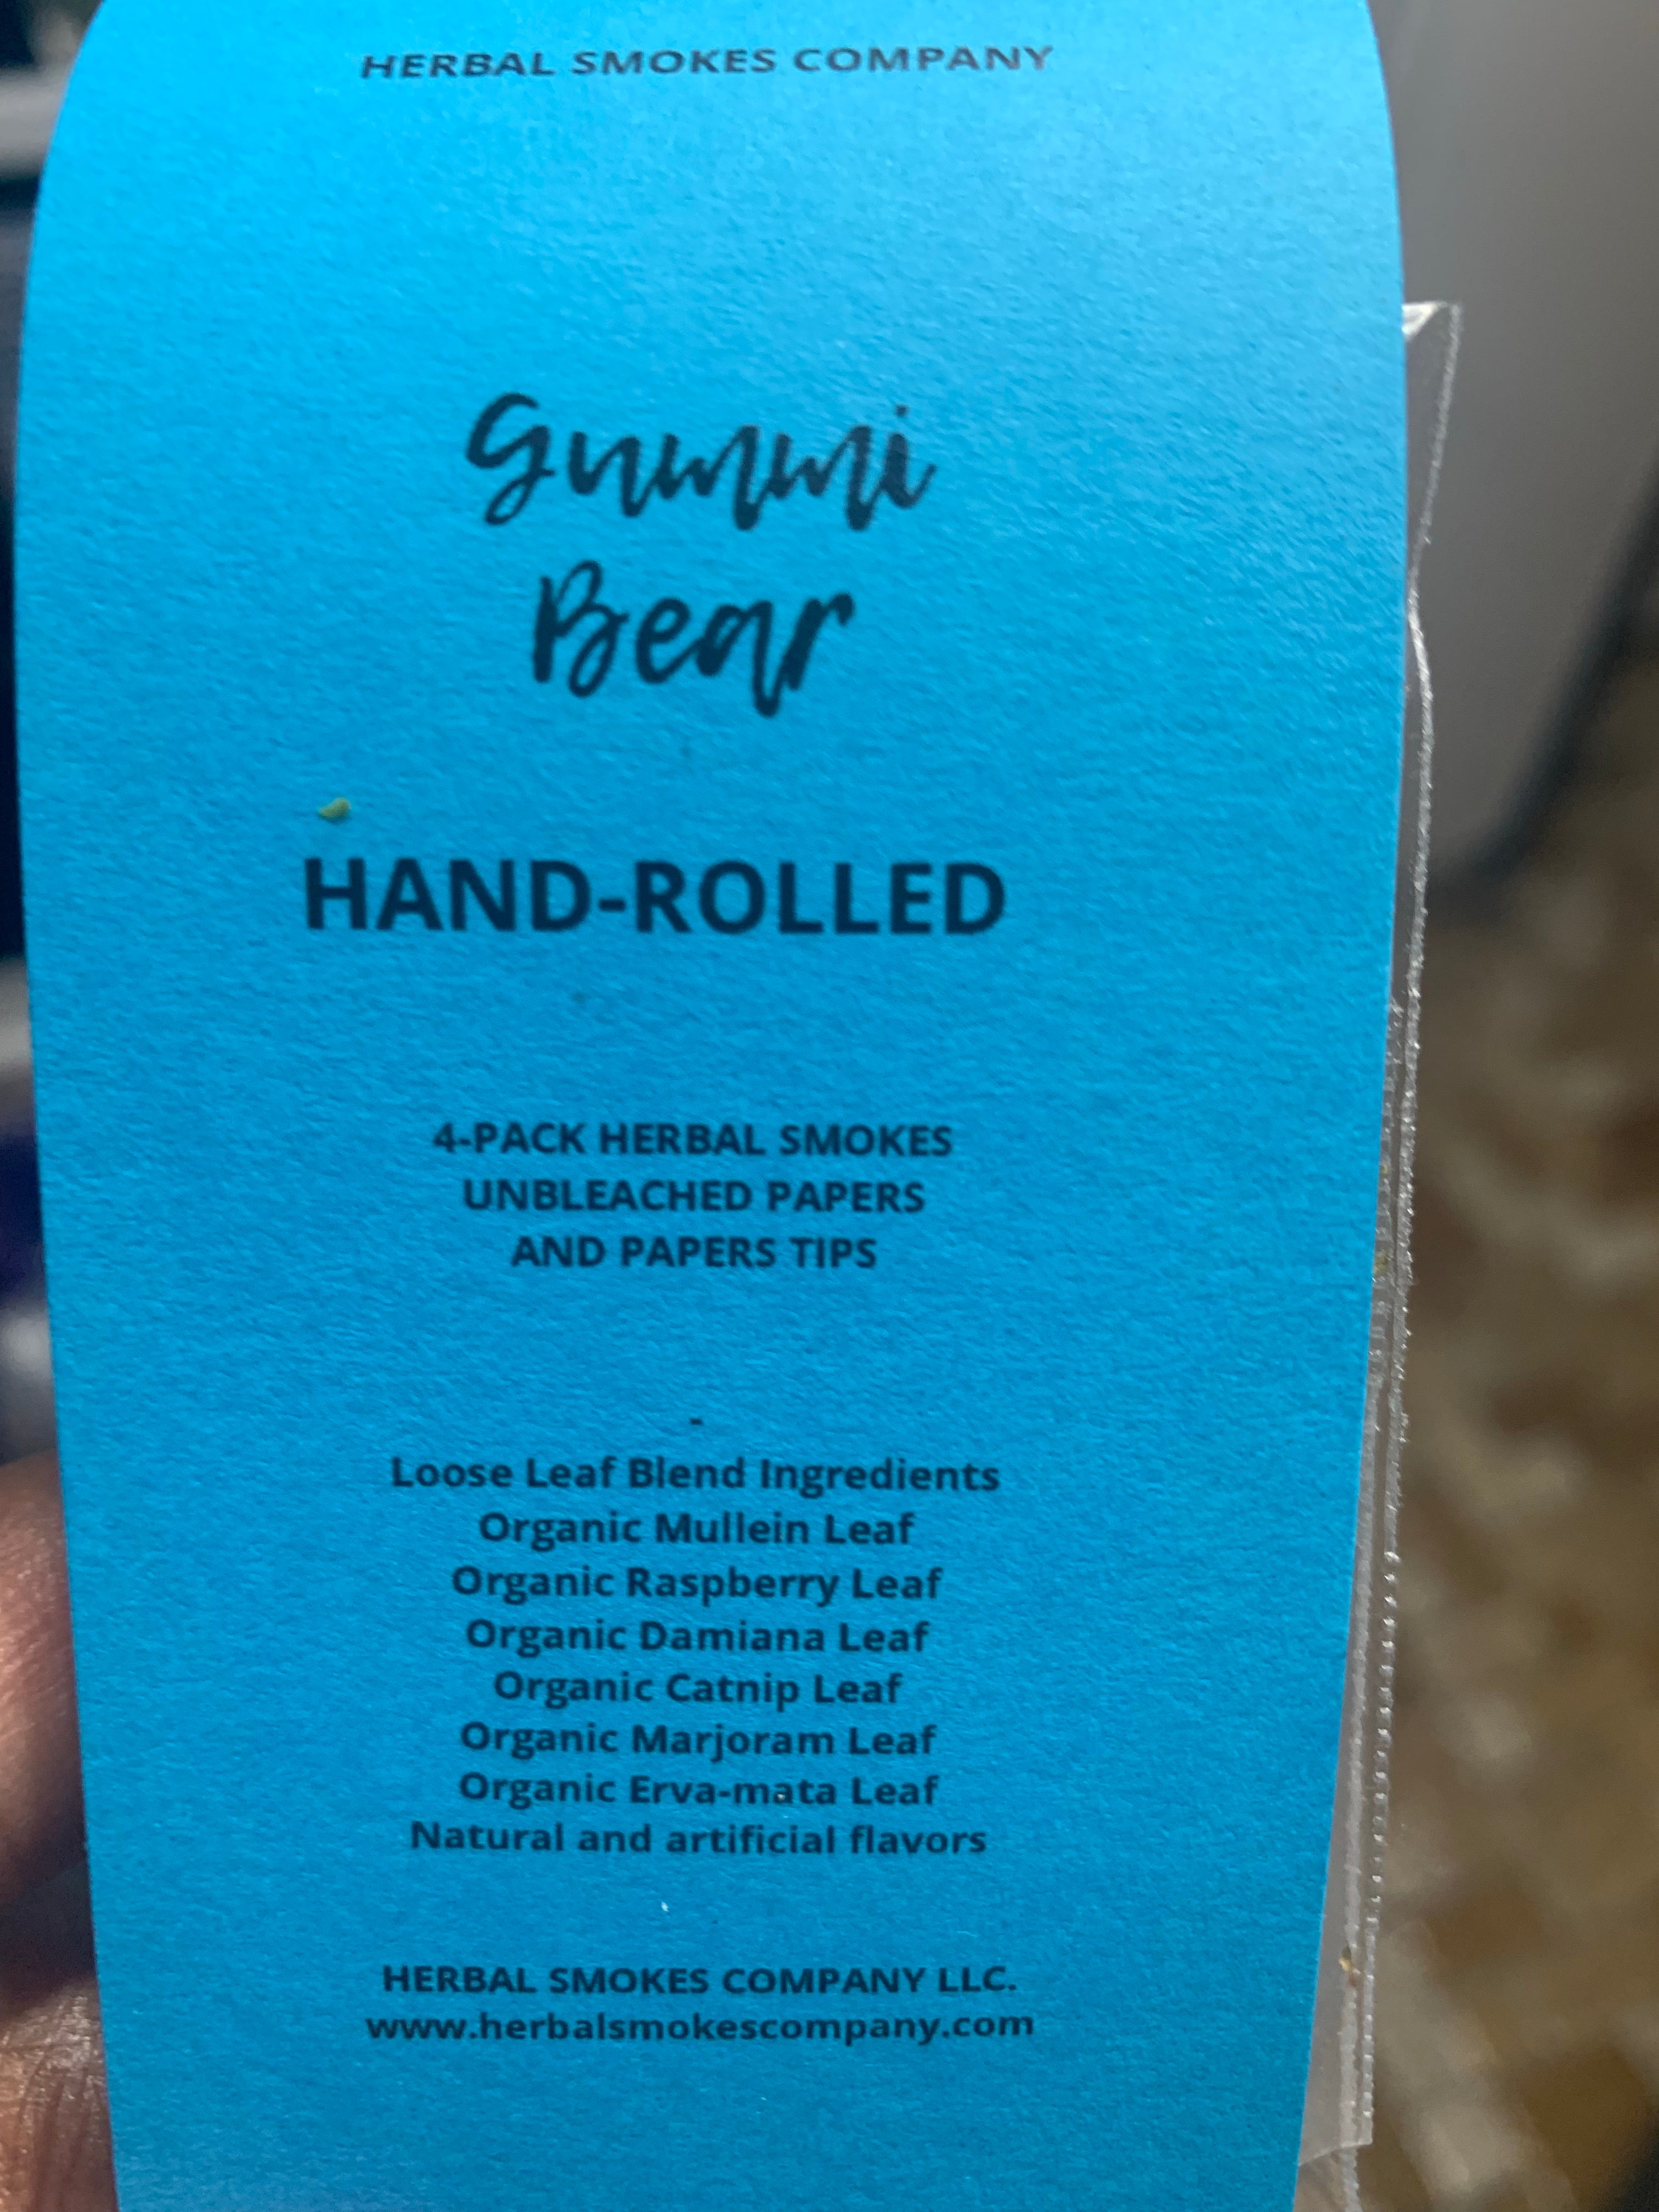 HERBAL SMOKES COMPANY
Gummi
Bear
HAND-ROLLED
4-PACK HERBAL SMOKES
UNBLEACHED PAPERS
AND PAPERS TIPS
-
Loose Leaf Blend Ingredients
Organic Mullein Leaf
Organic Raspberry Leaf
Organic Damiana Leaf
Organic Catnip Leaf
Organic Marjoram Leaf
Organic Erva-mata Leaf
Natural and artificial flavors
HERBAL SMOKES COMPANY LLC.
www.herbalsmokescompany.com